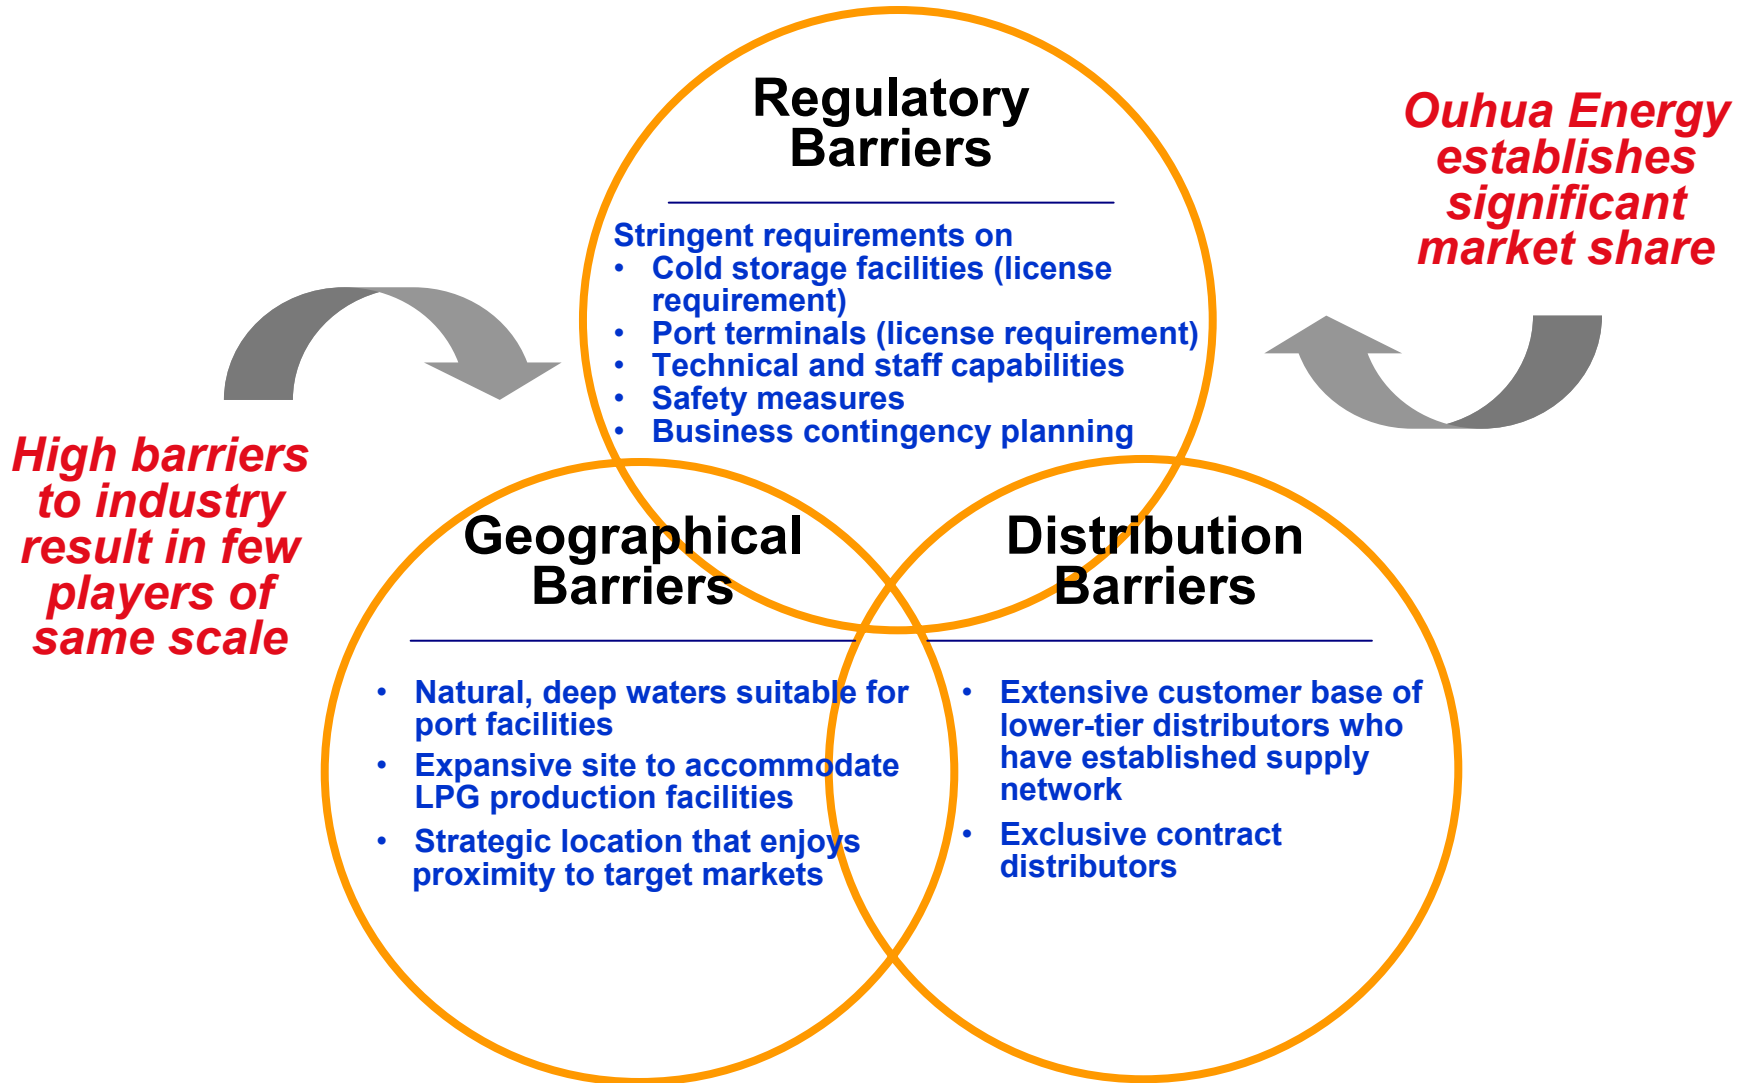 Regulatory
Barriers
Ouhua Energy
establishes
significant
market share
Stringent requirements on
• Cold storage facilities (license
requirement)
• Port terminals (license requirement)
• Technical and staff capabilities
• Safety measures
• Business contingency planning
High barriers
to industry
result in few
players of
same scale
Geographical
Barriers
• Natural, deep waters suitable for
port facilities
• Expansive site to accommodate
LPG production facilities
• Strategic location that enjoys
proximity to target markets
Distribution
Barriers
• Extensive customer base of
lower-tier distributors who
have established supply
network
• Exclusive contract
distributors